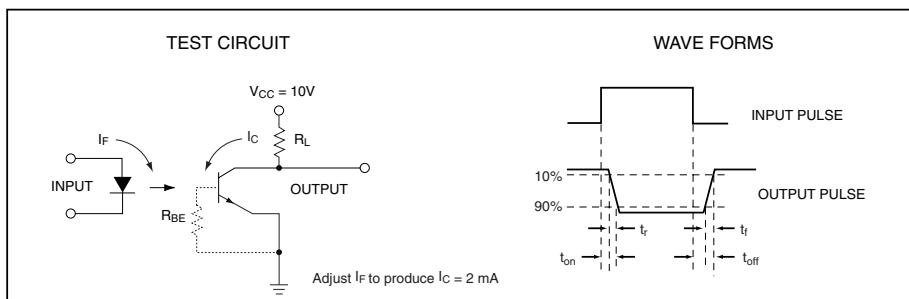 TEST CIRCUIT
WAVE FORMS
VCC = 10V
IF
IC
RL
INPUT
OUTPUT
RBE
Adjust IF to produce IC = 2 mA
INPUT PULSE
10%
OUTPUT PULSE
90%
tr
tf
ton
toff